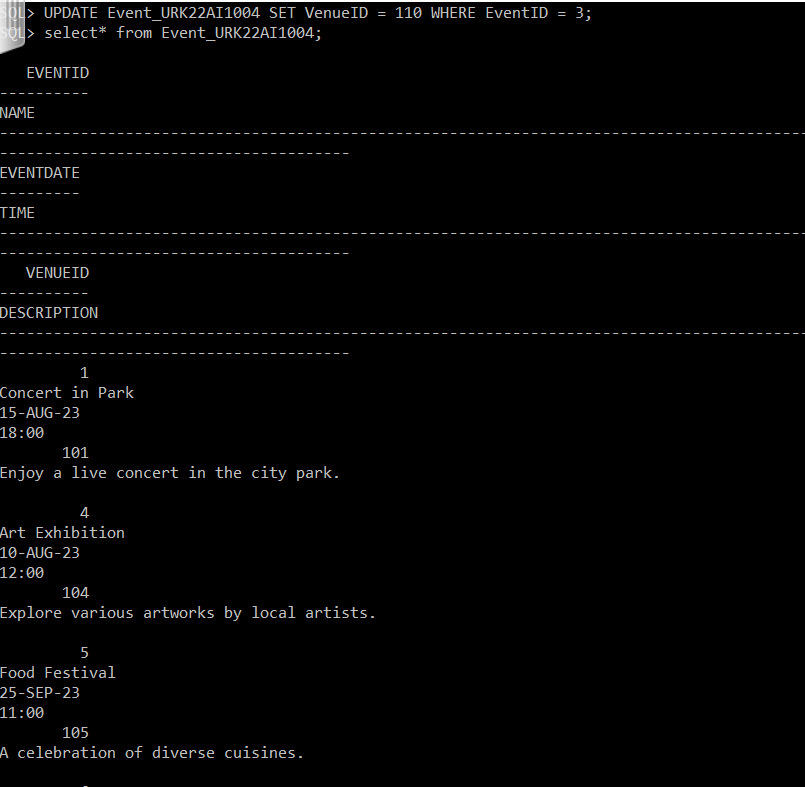 SQL> UPDATE Event_URK22AI1004 SET VenueID = 110 WHERE EventID = 3;
SQL> select* from Event_URK22AI1004;
EVENTID
----------
NAME
------------------------------------------------------------------------------------------
---------------------------------------
EVENTDATE
---------
TIME
------------------------------------------------------------------------------------------
---------------------------------------
VENUEID
----------
DESCRIPTION
------------------------------------------------------------------------------------------
---------------------------------------
1
Concert in Park
15-AUG-23
18:00
101
Enjoy a live concert in the city park.
4
Art Exhibition
10-AUG-23
12:00
104
Explore various artworks by local artists.
5
Food Festival
25-SEP-23
11:00
105
A celebration of diverse cuisines.